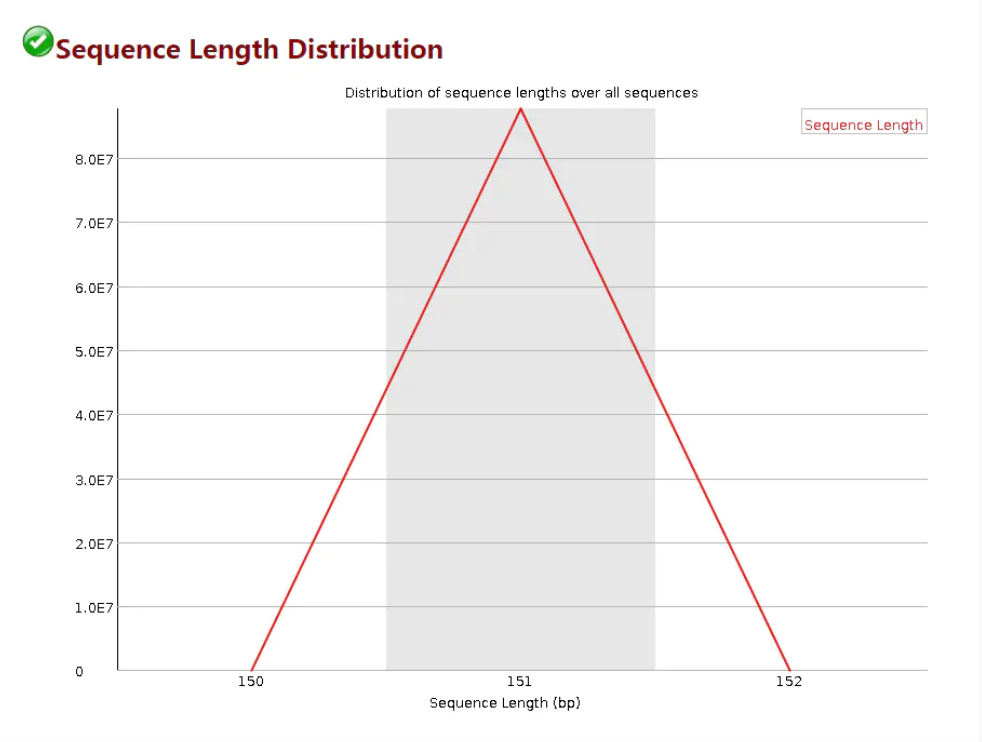 Sequence Length Distribution
Distribution of sequence lengths over all sequences
Sequence Length
8.0E7
7.0E7
6.0E7
5.0E7
4.0E7
3.0E7
2.0E7
1.0E7
0
150 151 152
Sequence Length (bp)